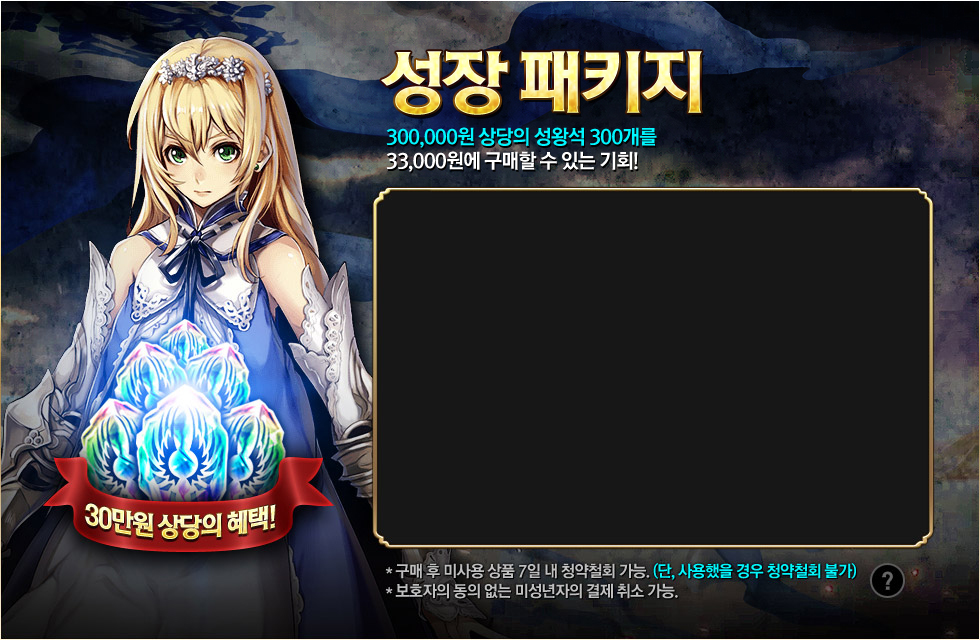 성장 패키지
300,000원 상당의 성왕석 300개를
33,000원에 구매할 수 있는 기회!
30만원 상당의 혜택!
* 구매 후 미사용 상품 7일 내 청약철회 가능. (단, 사용했을 경우 청약철회 불가)
* 보호자의 동의 없는 미성년자의 결제 취소 가능.
?